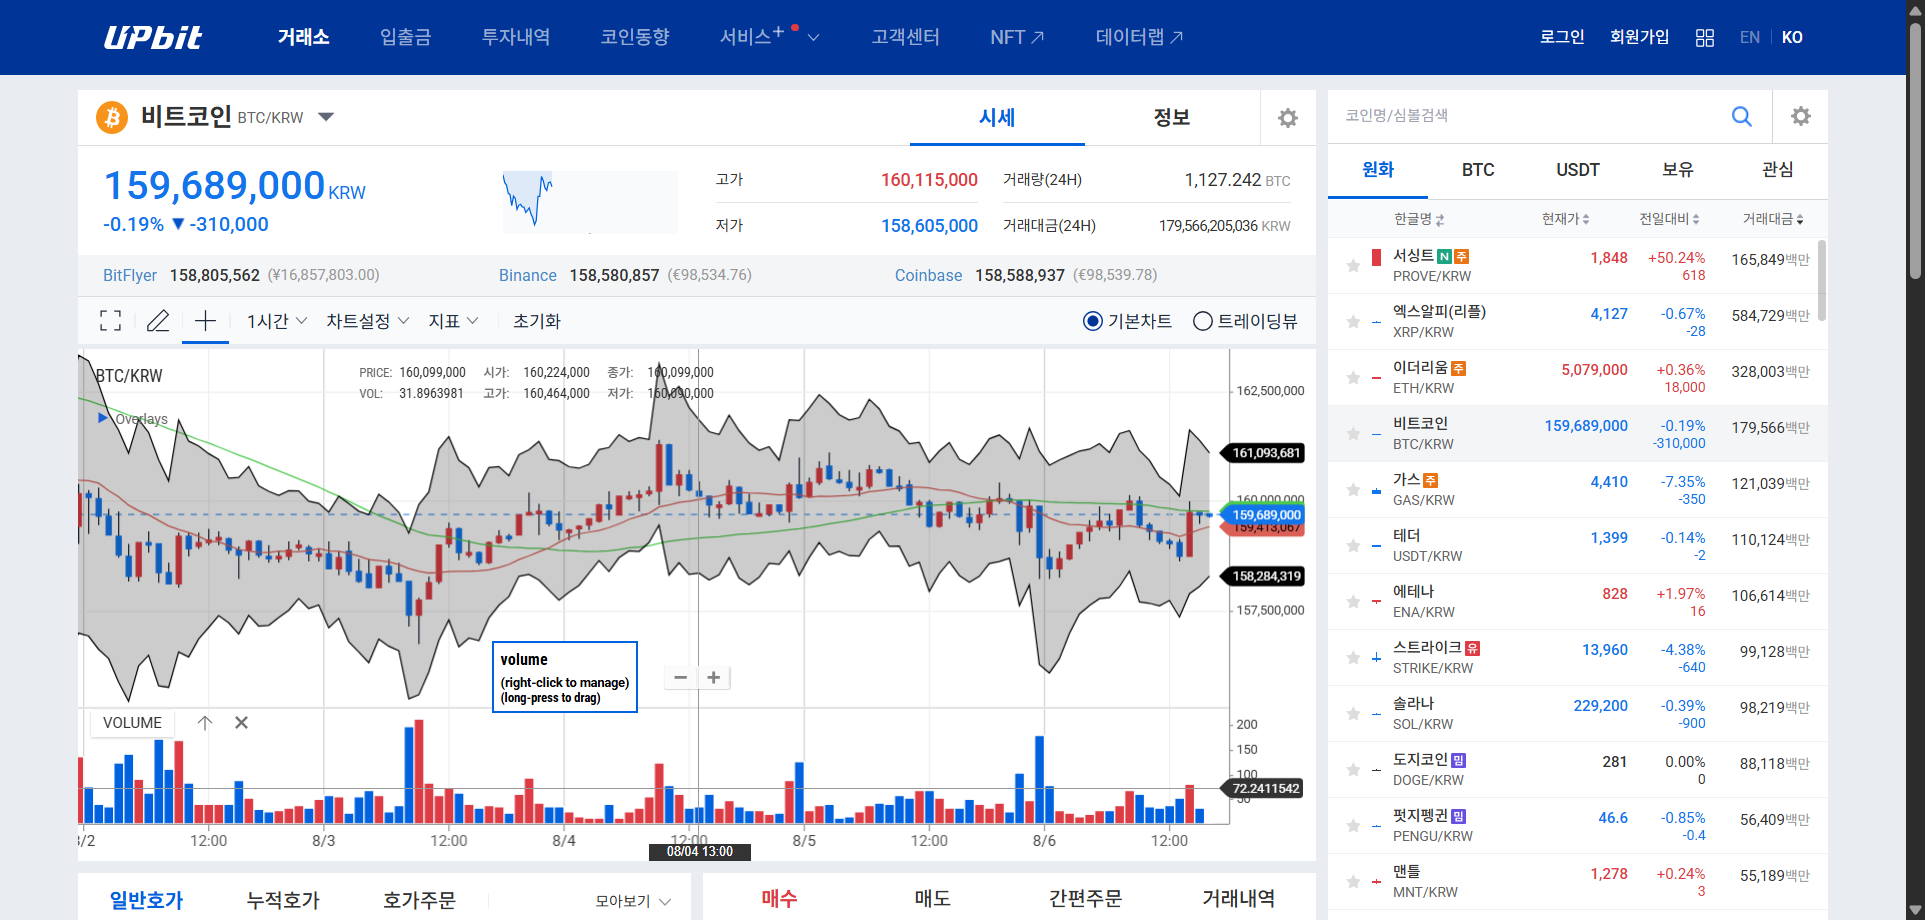 UPbit 거래소 입출금 투자내역 코인동향 서비스+ 고객센터 NFT 데이터랩 로그인 회원가입 EN KO
비트코인 BTC/KRW 시세 정보
159,689,000 KRW
-0.19% ▼ -310,000
고가 160,115,000 거래량(24H) 1,127.242 BTC
저가 158,605,000 거래대금(24H) 179,566,205,036 KRW
BitFlyer 158,805,562 (¥16,857,803.00) Binance 158,580,857 (€98,534.76) Coinbase 158,588,937 (€98,539.78)
1시간 차트설정 지표 초기화 기본차트 트레이딩뷰
BTC/KRW
PRICE: 160,099,000 시가: 160,224,000 종가: 160,099,000
VOL: 31.8963981 고가: 160,464,000 저가: 160,090,000
Overlays
162,500,000
161,093,681
160,000,000
159,689,000
159,413,067
158,284,319
157,500,000
volume
(right-click to manage)
(long-press to drag)
− +
VOLUME
200
150
100
72.2411542
50
8/2 12:00 8/3 12:00 8/4 12:00 8/5 12:00 8/6 12:00
08/04 13:00
일반호가 누적호가 호가주문 모아보기
매수 매도 간편주문 거래내역
코인명/심볼검색
원화 BTC USDT 보유 관심
한글명 현재가 전일대비 거래대금
서싱트 N 주 1,848 +50.24% 165,849백만
PROVE/KRW 618
엑스알피(리플) 4,127 -0.67% 584,729백만
XRP/KRW -28
이더리움 주 5,079,000 +0.36% 328,003백만
ETH/KRW 18,000
비트코인 159,689,000 -0.19% 179,566백만
BTC/KRW -310,000
가스 주 4,410 -7.35% 121,039백만
GAS/KRW -350
테더 1,399 -0.14% 110,124백만
USDT/KRW -2
에테나 828 +1.97% 106,614백만
ENA/KRW 16
스트라이크 유 13,960 -4.38% 99,128백만
STRIKE/KRW -640
솔라나 229,200 -0.39% 98,219백만
SOL/KRW -900
도지코인 밈 281 0.00% 88,118백만
DOGE/KRW 0
펏지펭귄 밈 46.6 -0.85% 56,409백만
PENGU/KRW -0.4
맨틀 1,278 +0.24% 55,189백만
MNT/KRW 3